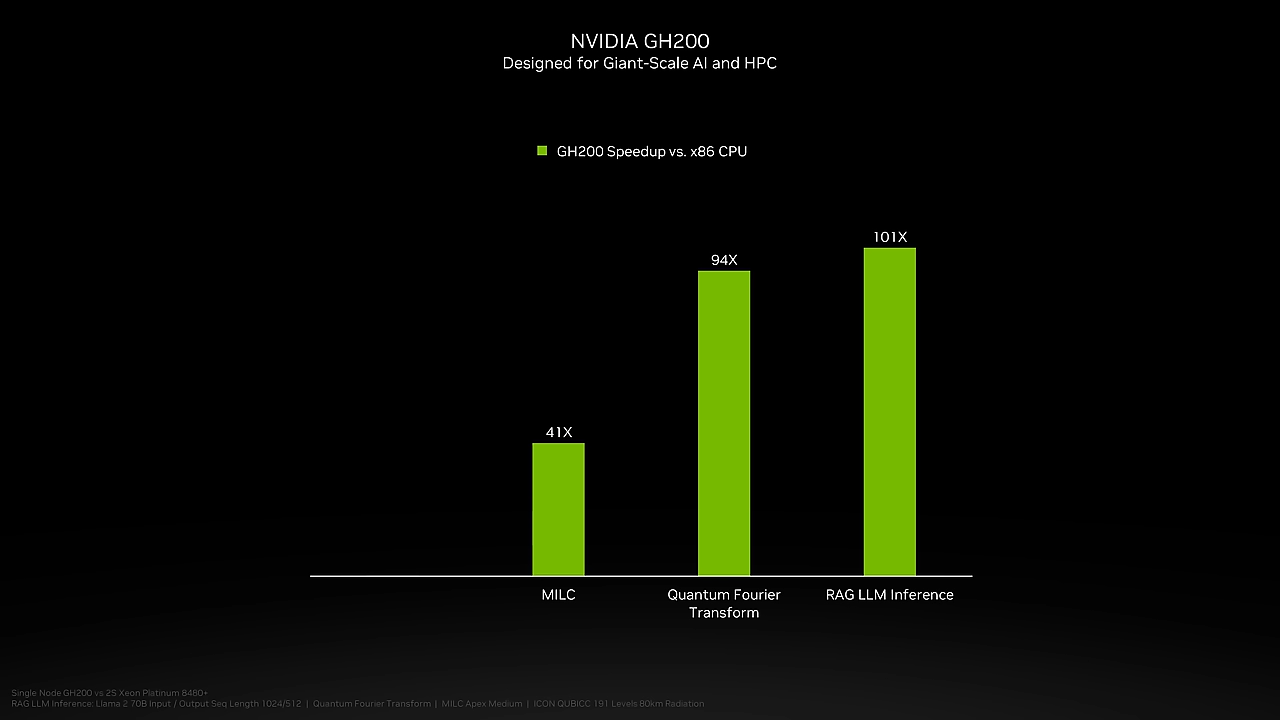 NVIDIA GH200
Designed for Giant-Scale AI and HPC
GH200 Speedup vs. x86 CPU
41X
94X
101X
MILC
Quantum Fourier
Transform
RAG LLM Inference
Single Node GH200 vs 2S Xeon Platinum 8480+
RAG LLM Inference: Llama 2 70B Input / Output Seq Length 1024/512 | Quantum Fourier Transform | MILC Apex Medium | ICON QUBICC 191 Levels 80km Radiation